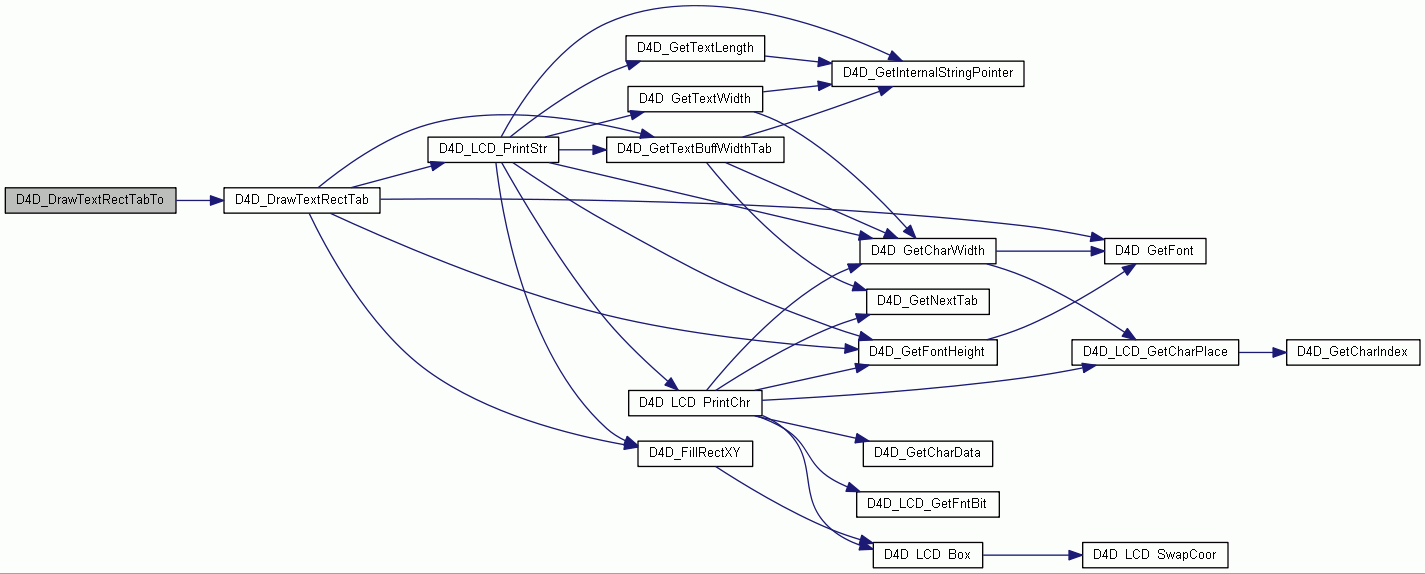 D4D_GetTextLength
D4D_GetInternalStringPointer
D4D_GetTextWidth
D4D_LCD_PrintStr
D4D_GetTextBuffWidthTab
D4D_DrawTextRectTabTo
D4D_DrawTextRectTab
D4D_GetCharWidth
D4D_GetFont
D4D_GetNextTab
D4D_GetFontHeight
D4D_LCD_GetCharPlace
D4D_GetCharIndex
D4D_LCD_PrintChr
D4D_FillRectXY
D4D_GetCharData
D4D_LCD_GetFntBit
D4D_LCD_Box
D4D_LCD_SwapCoor